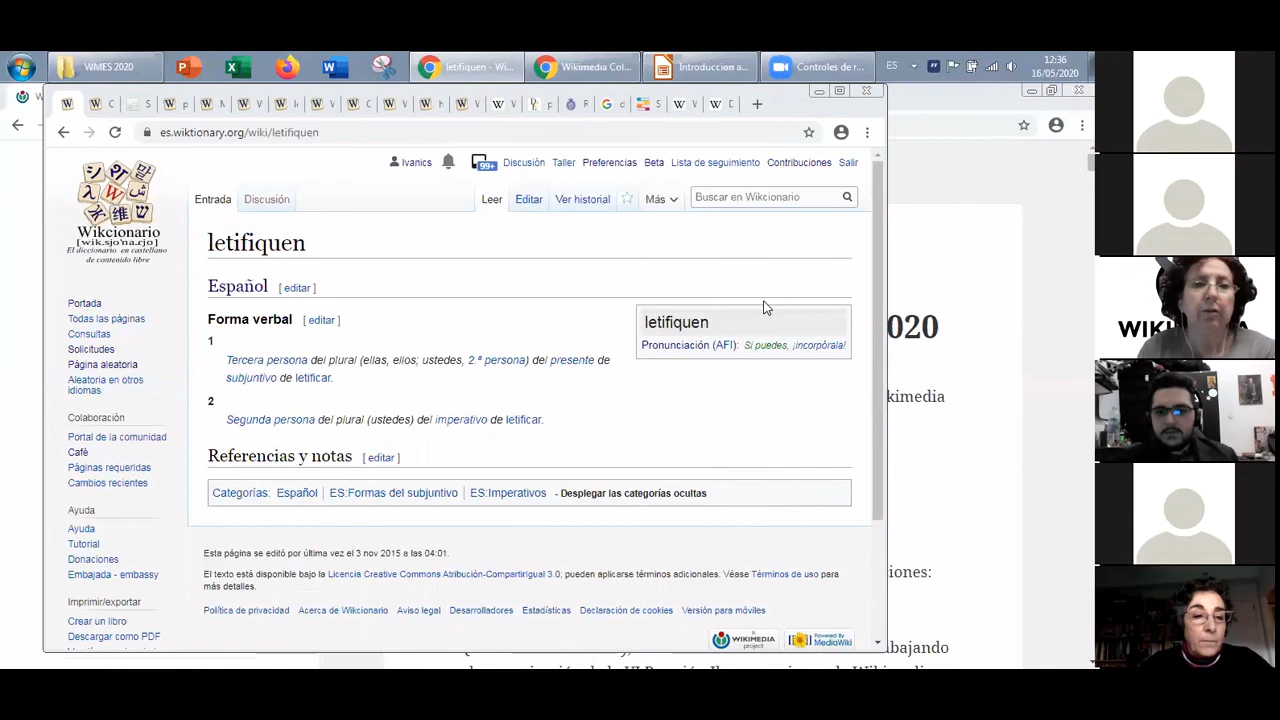 WMES 2020
letifiquen - Wi...
Wikimedia Col...
Introduccion a...
Controles de r...
ES
12:36
16/05/2020
es.wiktionary.org/wiki/letifiquen
Ivanics
99+
Discusión
Taller
Preferencias
Beta
Lista de seguimiento
Contribuciones
Salir
Entrada
Discusión
Leer
Editar
Ver historial
Más
Buscar en Wikcionario
Wikcionario
[wik.sjo'na.rjo]
El diccionario en castellano
de contenido libre
Portada
Todas las páginas
Consultas
Solicitudes
Página aleatoria
Aleatoria en otros
idiomas
Colaboración
Portal de la comunidad
Café
Páginas requeridas
Cambios recientes
Ayuda
Ayuda
Tutorial
Donaciones
Embajada - embassy
Imprimir/exportar
Crear un libro
Descargar como PDF
letifiquen
Español [ editar ]
Forma verbal [ editar ]
1
Tercera persona del plural (ellas, ellos; ustedes, 2.ª persona) del presente de
subjuntivo de letificar.
2
Segunda persona del plural (ustedes) del imperativo de letificar.
letifiquen
Pronunciación (AFI): Si puedes, ¡incorpórala!
Referencias y notas [ editar ]
Categorías: Español | ES:Formas del subjuntivo | ES:Imperativos - Desplegar las categorías ocultas
Esta página se editó por última vez el 3 nov 2015 a las 04:01.
El texto está disponible bajo la Licencia Creative Commons Atribución-CompartirIgual 3.0; pueden aplicarse términos adicionales. Véase Términos de uso para
más detalles.
Política de privacidad
Acerca de Wikcionario
Aviso legal
Desarrolladores
Estadísticas
Declaración de cookies
Versión para móviles
a
WIKIMEDIA
project
Powered By
MediaWiki
020
kimedia
iones:
bajando
WIKI
A